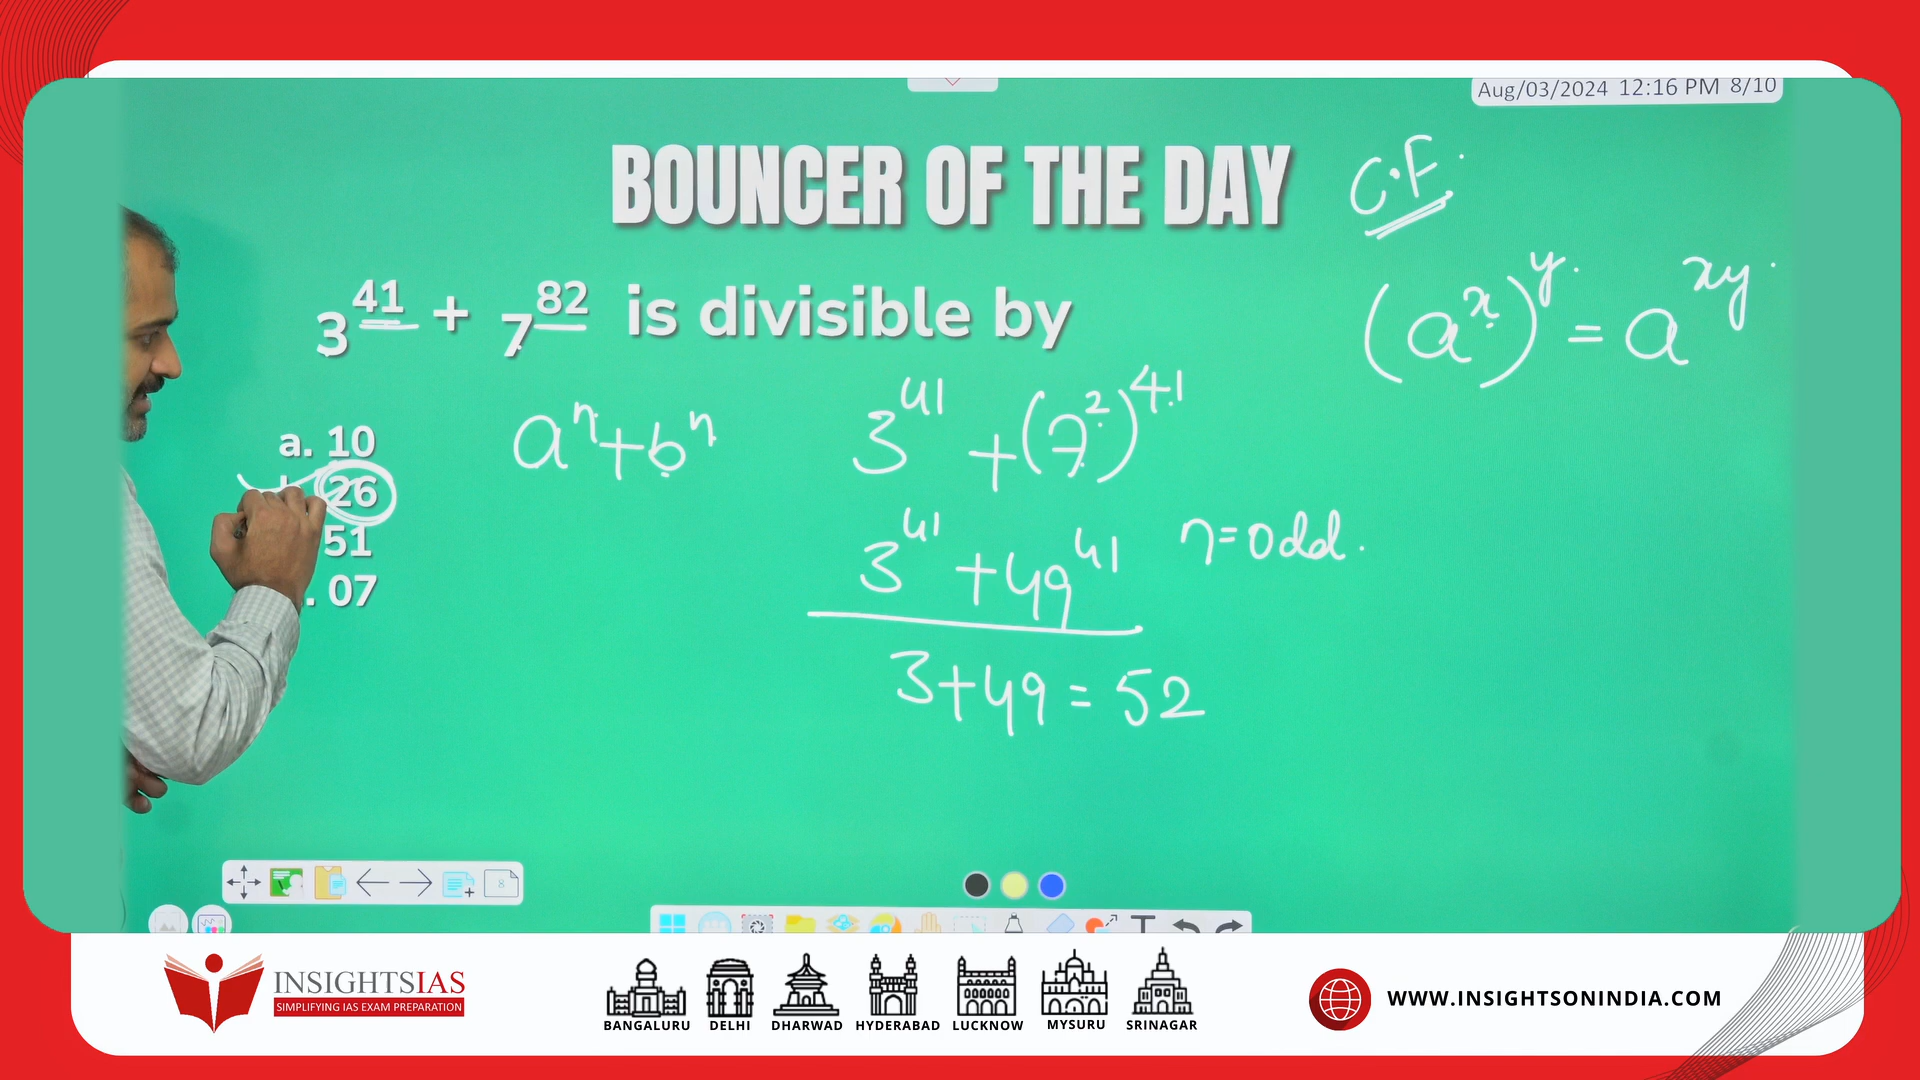 Aug/03/2024 12:16 PM 8/10
BOUNCER OF THE DAY
C.F.
3^41 + 7^82 is divisible by
(a^x)^y = a^xy
a. 10
26
51
. 07
a^n+b^n
3^41 + (7^2)^41
3^41 + 49^41 n=odd.
3+49 = 52
8
INSIGHTSIAS
SIMPLIFYING IAS EXAM PREPARATION
BANGALURU DELHI DHARWAD HYDERABAD LUCKNOW MYSURU SRINAGAR
WWW.INSIGHTSONINDIA.COM